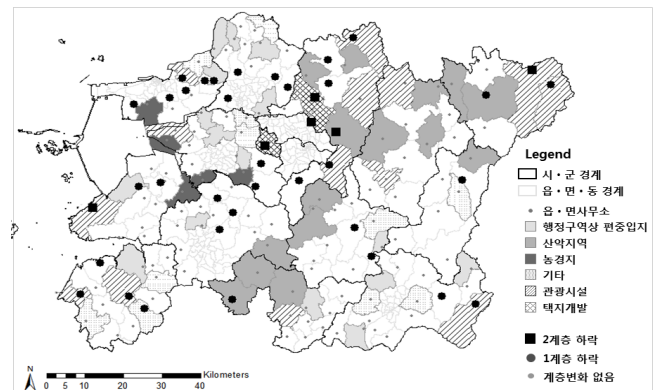 Legend
시・군 경계
읍・면・동 경계
읍・면사무소
행정구역상 편중입지
산악지역
농경지
기타
관광시설
택지개발
2계층 하락
1계층 하락
계층변화 없음
N
Kilometers
0 5 10 20 30 40